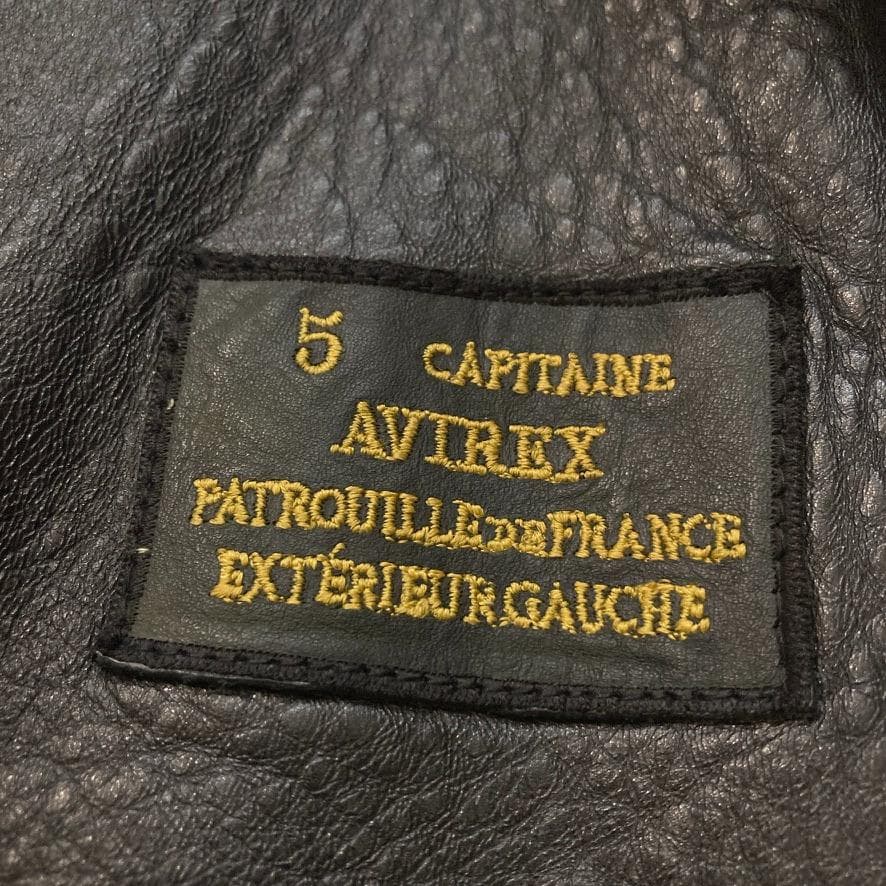 5 CAPITAINE
AVIREX
PATROUILLE DE FRANCE
EXTÉRIEUR GAUCHE